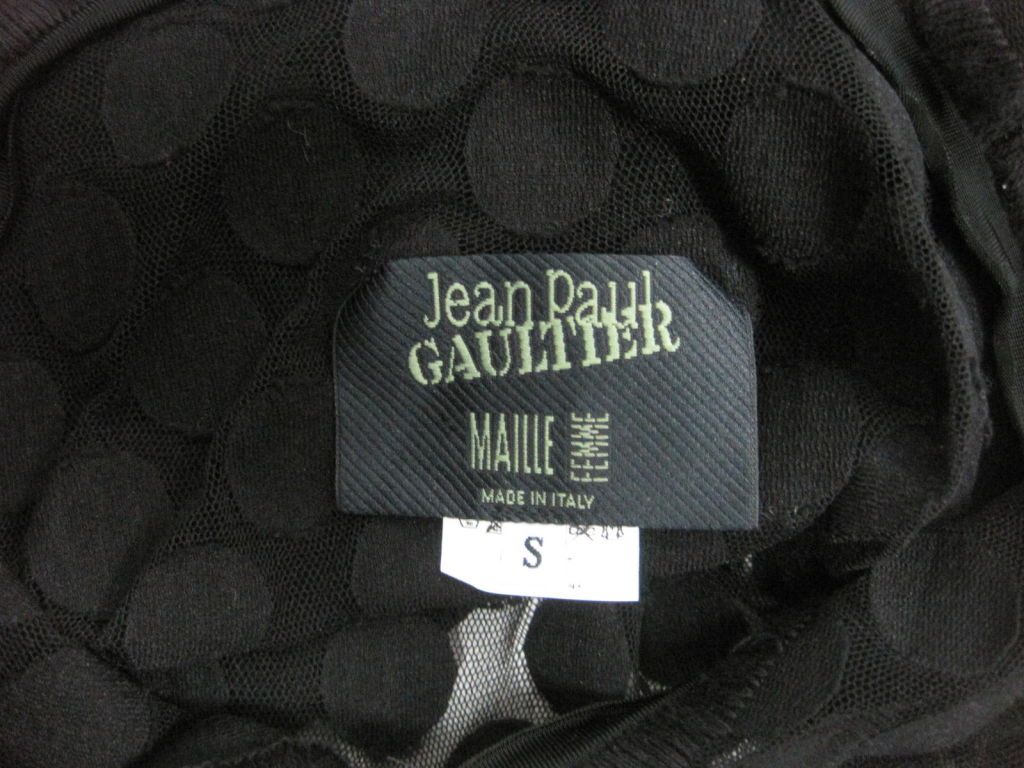 Jean Paul
GAULTIER
MAILLE FEMME
MADE IN ITALY
S